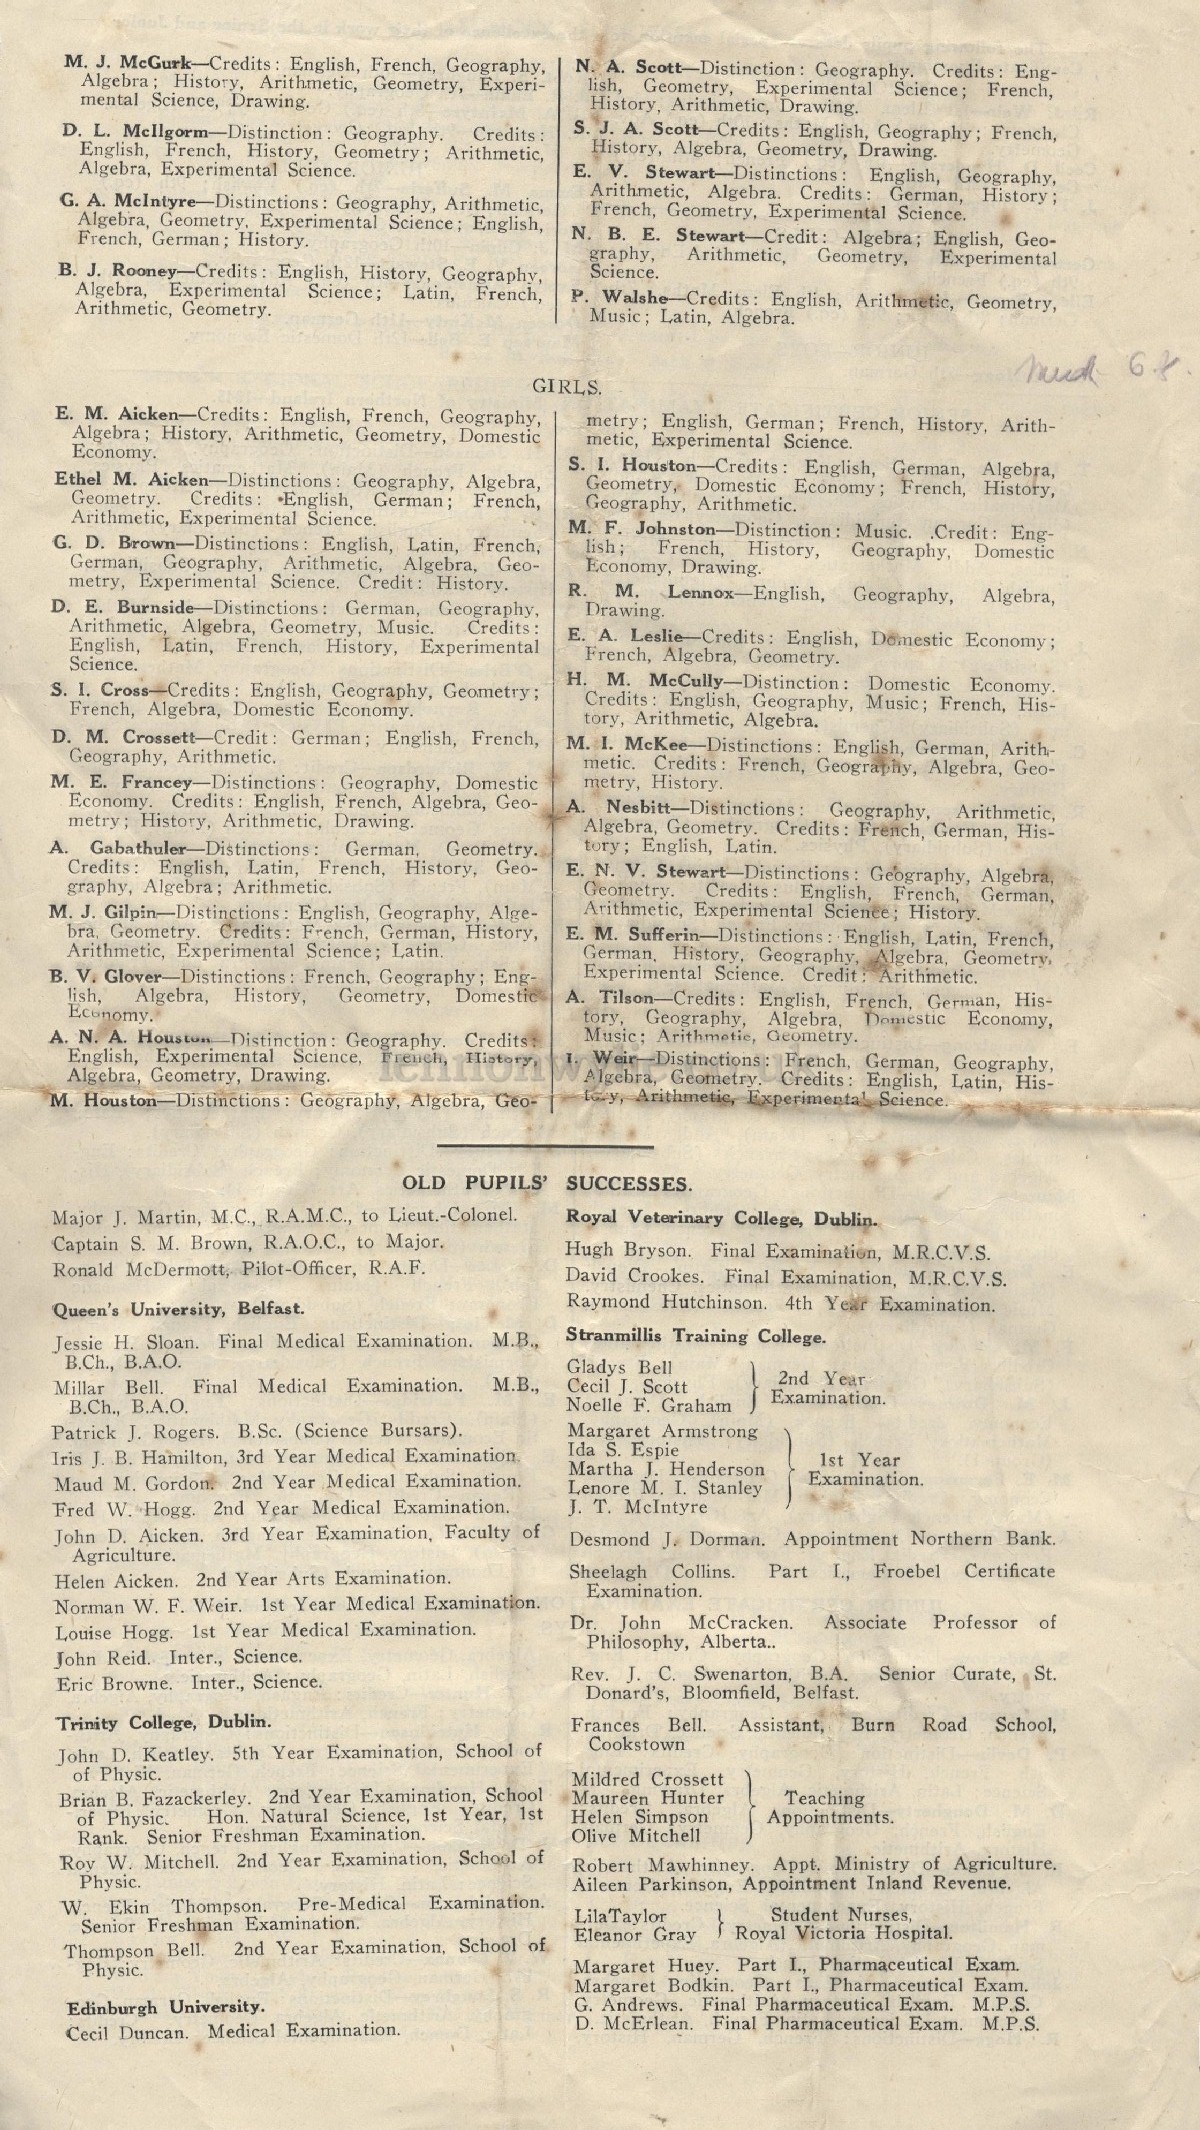 M. J. McGurk—Credits: English, French, Geography,
Algebra; History, Arithmetic, Geometry, Experi-
mental Science, Drawing.
D. L. McIlgorm—Distinction: Geography. Credits:
English, French, History, Geometry; Arithmetic,
Algebra, Experimental Science.
G. A. McIntyre—Distinctions: Geography, Arithmetic,
Algebra, Geometry, Experimental Science; English,
French, German; History.
B. J. Rooney—Credits: English, History, Geography,
Algebra, Experimental Science; Latin, French,
Arithmetic, Geometry.
N. A. Scott—Distinction: Geography. Credits: Eng-
lish, Geometry, Experimental Science; French,
History, Arithmetic, Drawing.
S. J. A. Scott—Credits: English, Geography; French,
History, Algebra, Geometry, Drawing.
E. V. Stewart—Distinctions: English, Geography,
Arithmetic, Algebra. Credits: German, History;
French, Geometry, Experimental Science.
N. B. E. Stewart—Credit: Algebra; English, Geo-
graphy, Arithmetic, Geometry, Experimental
Science.
P. Walshe—Credits: English, Arithmetic, Geometry,
Music; Latin, Algebra.
GIRLS.
E. M. Aicken—Credits: English, French, Geography,
Algebra; History, Arithmetic, Geometry, Domestic
Economy.
Ethel M. Aicken—Distinctions: Geography, Algebra,
Geometry. Credits: English, German; French,
Arithmetic, Experimental Science.
G. D. Brown—Distinctions: English, Latin, French,
German, Geography, Arithmetic, Algebra, Geo-
metry, Experimental Science. Credit: History.
D. E. Burnside—Distinctions: German, Geography,
Arithmetic, Algebra, Geometry, Music. Credits:
English, Latin, French, History, Experimental
Science.
S. I. Cross—Credits: English, Geography, Geometry;
French, Algebra, Domestic Economy.
D. M. Crossett—Credit: German; English, French,
Geography, Arithmetic.
M. E. Francey—Distinctions: Geography, Domestic
Economy. Credits: English, French, Algebra, Geo-
metry; History, Arithmetic, Drawing.
A. Gabathuler—Distinctions: German, Geometry.
Credits: English, Latin, French, History, Geo-
graphy, Algebra; Arithmetic.
M. J. Gilpin—Distinctions: English, Geography, Alge-
bra, Geometry. Credits: French, German, History,
Arithmetic, Experimental Science; Latin.
B. V. Glover—Distinctions: French, Geography; Eng-
lish, Algebra, History, Geometry, Domestic
Economy.
A. N. A. Houston—Distinction: Geography. Credits:
English, Experimental Science, French, History,
Algebra, Geometry, Drawing.
M. Houston—Distinctions: Geography, Algebra, Geo-
metry; English, German; French, History, Arith-
metic, Experimental Science.
S. I. Houston—Credits: English, German, Algebra,
Geometry, Domestic Economy; French, History,
Geography, Arithmetic.
M. F. Johnston—Distinction: Music. Credit: Eng-
lish; French, History, Geography, Domestic
Economy, Drawing.
R. M. Lennox—English, Geography, Algebra,
Drawing.
E. A. Leslie—Credits: English, Domestic Economy;
French, Algebra, Geometry.
H. M. McCully—Distinction: Domestic Economy.
Credits: English, Geography, Music; French, His-
tory, Arithmetic, Algebra.
M. I. McKee—Distinctions: English, German, Arith-
metic. Credits: French, Geography, Algebra, Geo-
metry, History.
A. Nesbitt—Distinctions: Geography, Arithmetic,
Algebra, Geometry. Credits: French, German, His-
tory; English, Latin.
E. N. V. Stewart—Distinctions: Geography, Algebra,
Geometry. Credits: English, French, German,
Arithmetic, Experimental Science; History.
E. M. Sufferin—Distinctions: English, Latin, French,
German, History, Geography, Algebra, Geometry,
Experimental Science. Credit: Arithmetic.
A. Tilson—Credits: English, French, German, His-
tory, Geography, Algebra, Domestic Economy,
Music; Arithmetic, Geometry.
I. Weir—Distinctions: French, German, Geography,
Algebra, Geometry. Credits: English, Latin, His-
tory, Arithmetic, Experimental Science.
OLD PUPILS' SUCCESSES.
Major J. Martin, M.C., R.A.M.C., to Lieut.-Colonel.
Captain S. M. Brown, R.A.O.C., to Major.
Ronald McDermott, Pilot-Officer, R.A.F.
Queen's University, Belfast.
Jessie H. Sloan. Final Medical Examination. M.B.,
B.Ch., B.A.O.
Millar Bell. Final Medical Examination. M.B.,
B.Ch., B.A.O.
Patrick J. Rogers. B.Sc. (Science Bursars).
Iris J. B. Hamilton, 3rd Year Medical Examination.
Maud M. Gordon. 2nd Year Medical Examination.
Fred W. Hogg. 2nd Year Medical Examination.
John D. Aicken. 3rd Year Examination, Faculty of
Agriculture.
Helen Aicken. 2nd Year Arts Examination.
Norman W. F. Weir. 1st Year Medical Examination.
Louise Hogg. 1st Year Medical Examination.
John Reid. Inter., Science.
Eric Browne. Inter., Science.
Trinity College, Dublin.
John D. Keatley. 5th Year Examination, School of
of Physic.
Brian B. Fazackerley. 2nd Year Examination, School
of Physic. Hon. Natural Science, 1st Year, 1st
Rank. Senior Freshman Examination.
Roy W. Mitchell. 2nd Year Examination, School of
Physic.
W. Ekin Thompson. Pre-Medical Examination.
Senior Freshman Examination.
Thompson Bell. 2nd Year Examination, School of
Physic.
Edinburgh University.
Cecil Duncan. Medical Examination.
Royal Veterinary College, Dublin.
Hugh Bryson. Final Examination, M.R.C.V.S.
David Crookes. Final Examination, M.R.C.V.S.
Raymond Hutchinson. 4th Year Examination.
Stranmillis Training College.
Gladys Bell
Cecil J. Scott
Noelle F. Graham
2nd Year
Examination.
Margaret Armstrong
Ida S. Espie
Martha J. Henderson
Lenore M. I. Stanley
J. T. McIntyre
1st Year
Examination.
Desmond J. Dorman. Appointment Northern Bank.
Sheelagh Collins. Part I., Froebel Certificate
Examination.
Dr. John McCracken. Associate Professor of
Philosophy, Alberta..
Rev. J. C. Swenarton, B.A. Senior Curate, St.
Donard's, Bloomfield, Belfast.
Frances Bell. Assistant, Burn Road School,
Cookstown
Mildred Crossett
Maureen Hunter
Helen Simpson
Olive Mitchell
Teaching
Appointments.
Robert Mawhinney. Appt. Ministry of Agriculture.
Aileen Parkinson, Appointment Inland Revenue.
LilaTaylor
Eleanor Gray
Student Nurses,
Royal Victoria Hospital.
Margaret Huey. Part I., Pharmaceutical Exam.
Margaret Bodkin. Part I., Pharmaceutical Exam.
G. Andrews. Final Pharmaceutical Exam. M.P.S.
D. McErlean. Final Pharmaceutical Exam. M.P.S.